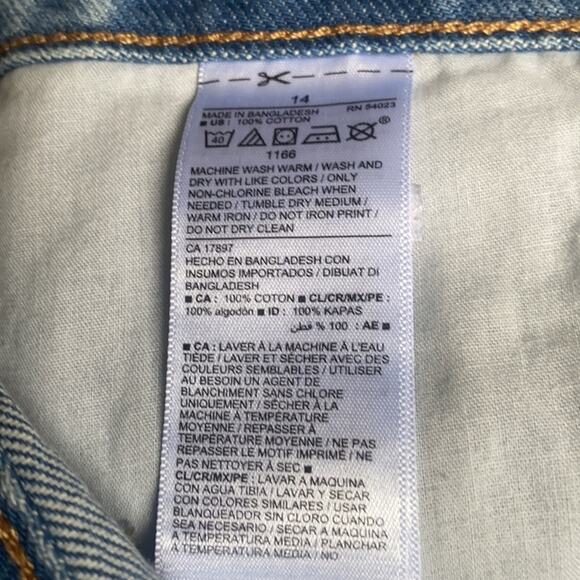 14
MADE IN BANGLADESH RN 54023
■ US : 100% COTTON
40 ®
1166
MACHINE WASH WARM / WASH AND
DRY WITH LIKE COLORS / ONLY
NON-CHLORINE BLEACH WHEN
NEEDED / TUMBLE DRY MEDIUM /
WARM IRON / DO NOT IRON PRINT /
DO NOT DRY CLEAN
CA 17897
HECHO EN BANGLADESH CON
INSUMOS IMPORTADOS / DIBUAT DI
BANGLADESH
■ CA : 100% COTON ■ CL/CR/MX/PE :
100% algodón ■ ID : 100% KAPAS
■ AE : 100 % قطن
■ CA : LAVER À LA MACHINE À L'EAU
TIÈDE / LAVER ET SÉCHER AVEC DES
COULEURS SEMBLABLES / UTILISER
AU BESOIN UN AGENT DE
BLANCHIMENT SANS CHLORE
UNIQUEMENT / SÉCHER À LA
MACHINE À TEMPÉRATURE
MOYENNE / REPASSER À
TEMPÉRATURE MOYENNE / NE PAS
REPASSER LE MOTIF IMPRIMÉ / NE
PAS NETTOYER À SEC ■
CL/CR/MX/PE : LAVAR A MAQUINA
CON AGUA TIBIA / LAVAR Y SECAR
CON COLORES SIMILARES / USAR
BLANQUEADOR SIN CLORO CUANDO
SEA NECESARIO / SECAR A MAQUINA
A TEMPERATURA MEDIA / PLANCHAR
A TEMPERATURA MEDIA / NO